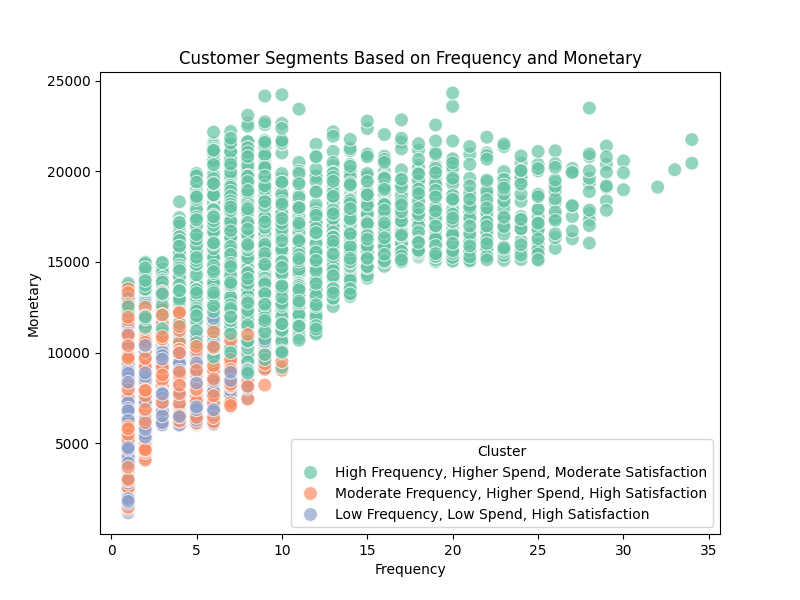 Customer Segments Based on Frequency and Monetary
25000
20000
15000
10000
5000
Monetary
Cluster
High Frequency, Higher Spend, Moderate Satisfaction
Moderate Frequency, Higher Spend, High Satisfaction
Low Frequency, Low Spend, High Satisfaction
0 5 10 15 20 25 30 35
Frequency